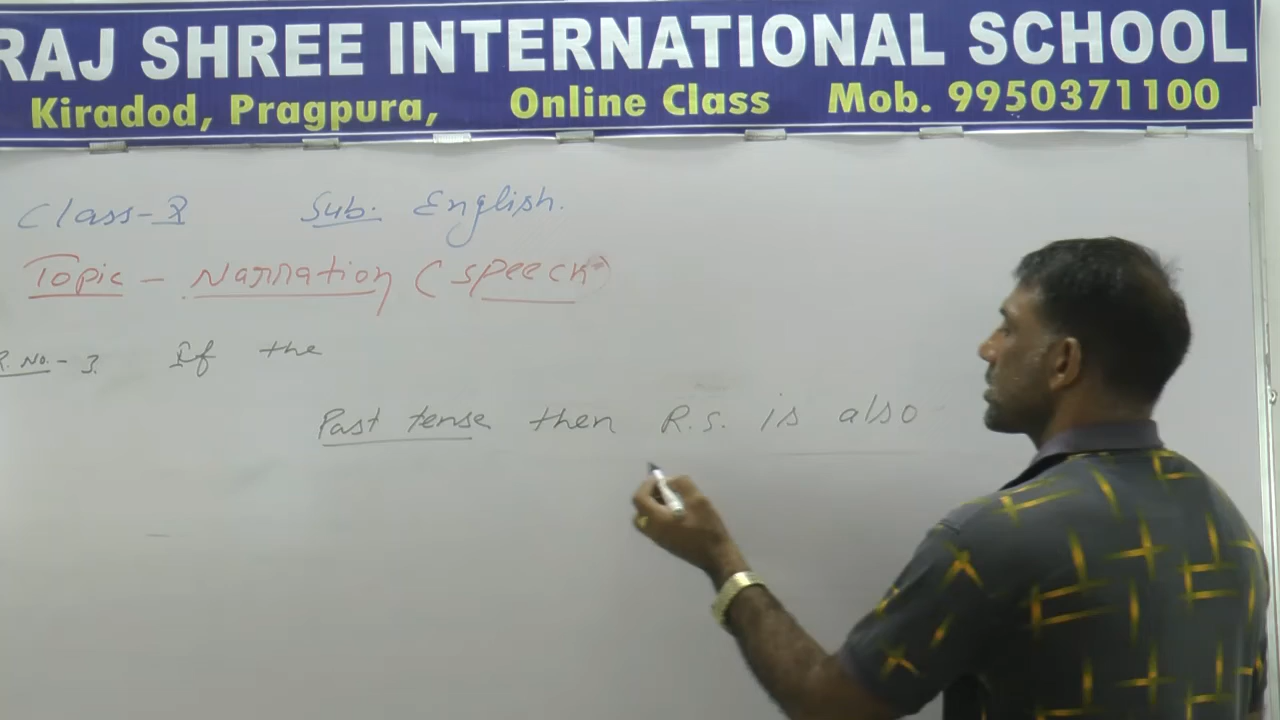 RAJ SHREE INTERNATIONAL SCHOOL
Kiradod, Pragpura, Online Class Mob. 9950371100
Class-X Sub. English.
Topic - Narration (speech)
R. No. - 3. If the
Past tense then R.S. is also